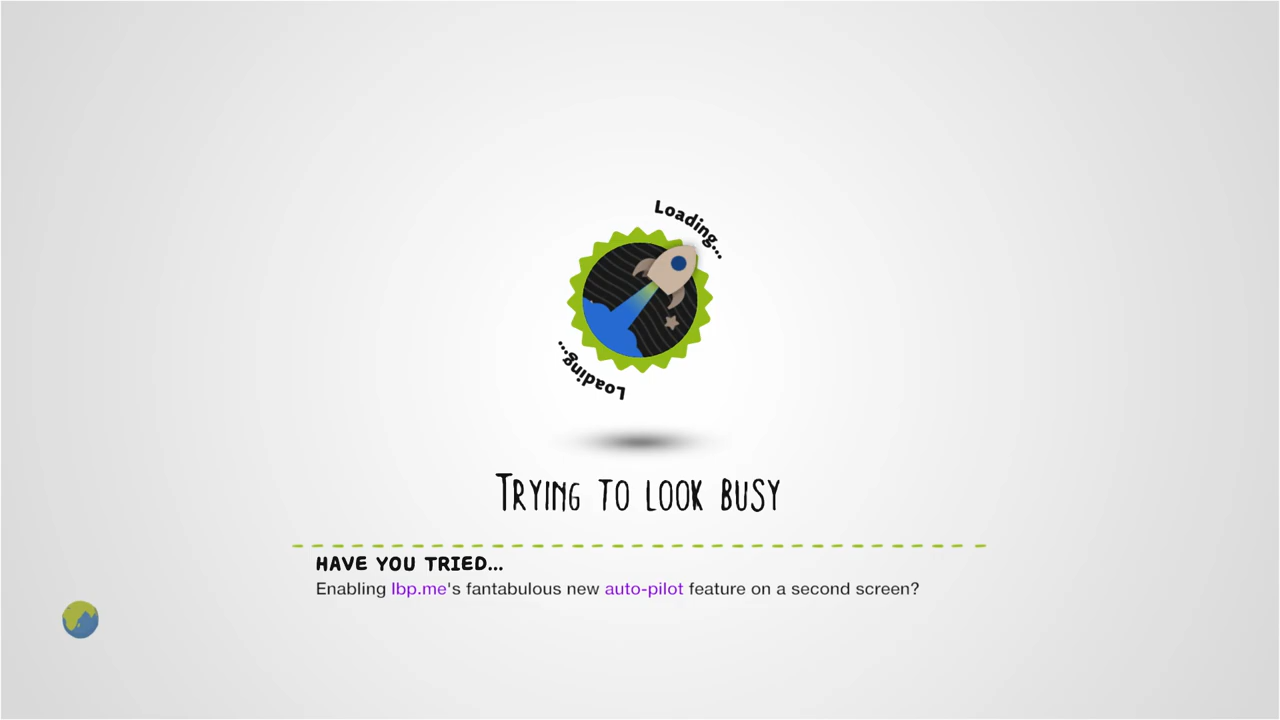 Loading...
Loading...
Trying to look busy
HAVE YOU TRIED...
Enabling lbp.me's fantabulous new auto-pilot feature on a second screen?